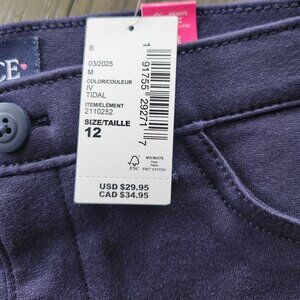 CE
B
03/2025
M
COLOR/COULEUR
IV
TIDAL
ITEM/ÉLÉMENT
2110252
SIZE/TAILLE
12
1 91755 29271 7
FSC
MIX/MIXTE
USD $29.95
CAD $34.95